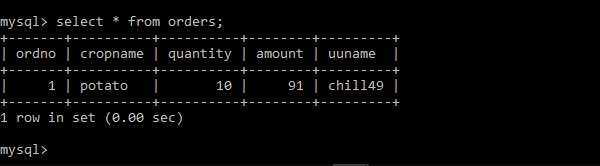 mysql> select * from orders;
+-------+----------+----------+--------+---------+
| ordno | cropname | quantity | amount | uuname  |
+-------+----------+----------+--------+---------+
|     1 | potato   |       10 |     91 | chill49 |
+-------+----------+----------+--------+---------+
1 row in set (0.00 sec)
mysql>